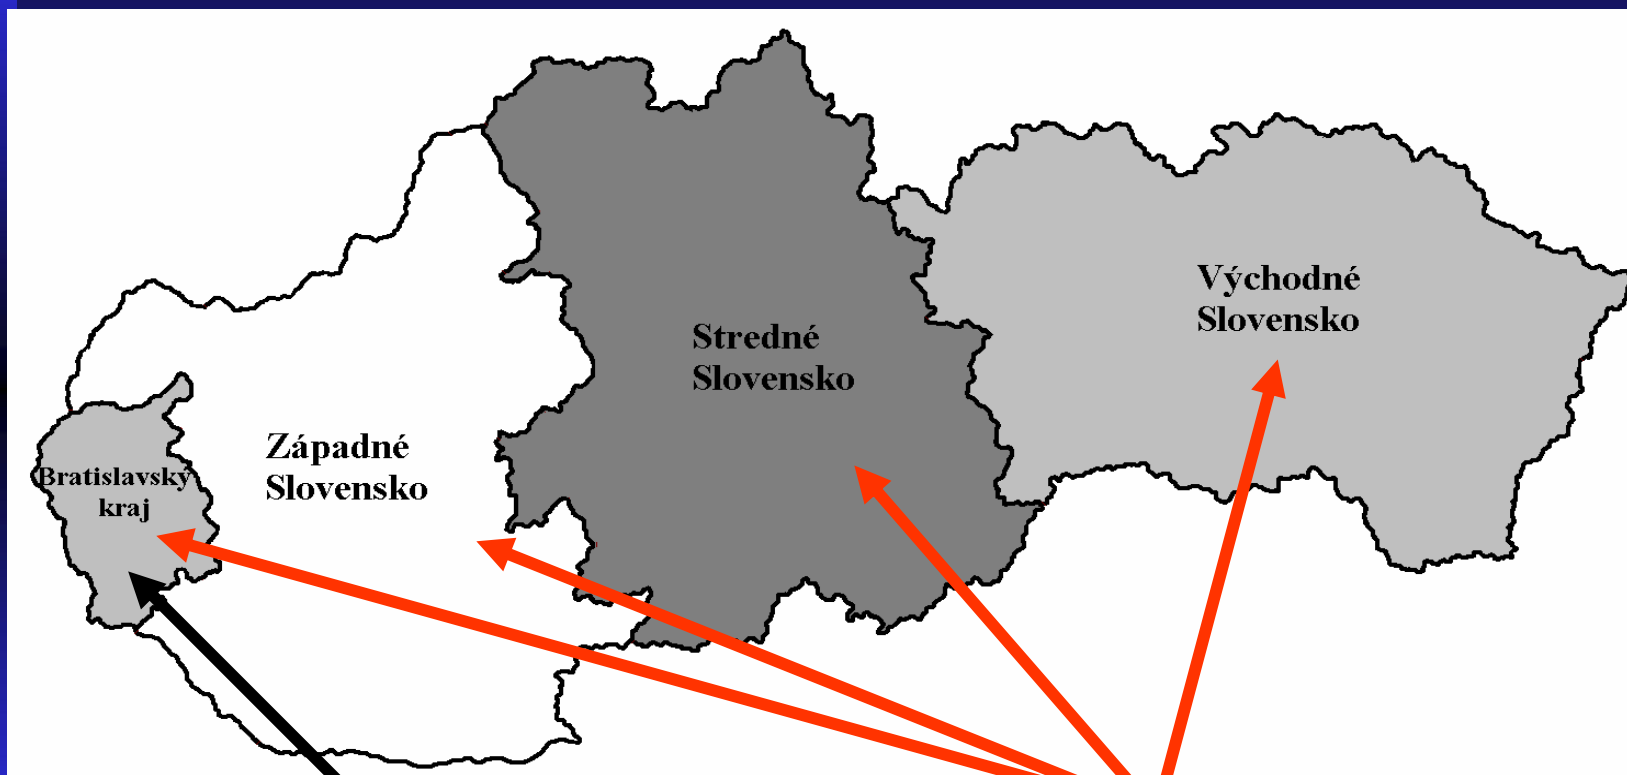 Východné
Slovensko
Stredné
Slovensko
Západné
Slovensko
Bratislavský
kraj